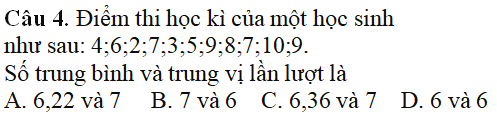 Câu 4. Điểm thi học kì của một học sinh
như sau: 4;6;2;7;3;5;9;8;7;10;9.
Số trung bình và trung vị lần lượt là
A. 6,22 và 7 B. 7 và 6 C. 6,36 và 7 D. 6 và 6